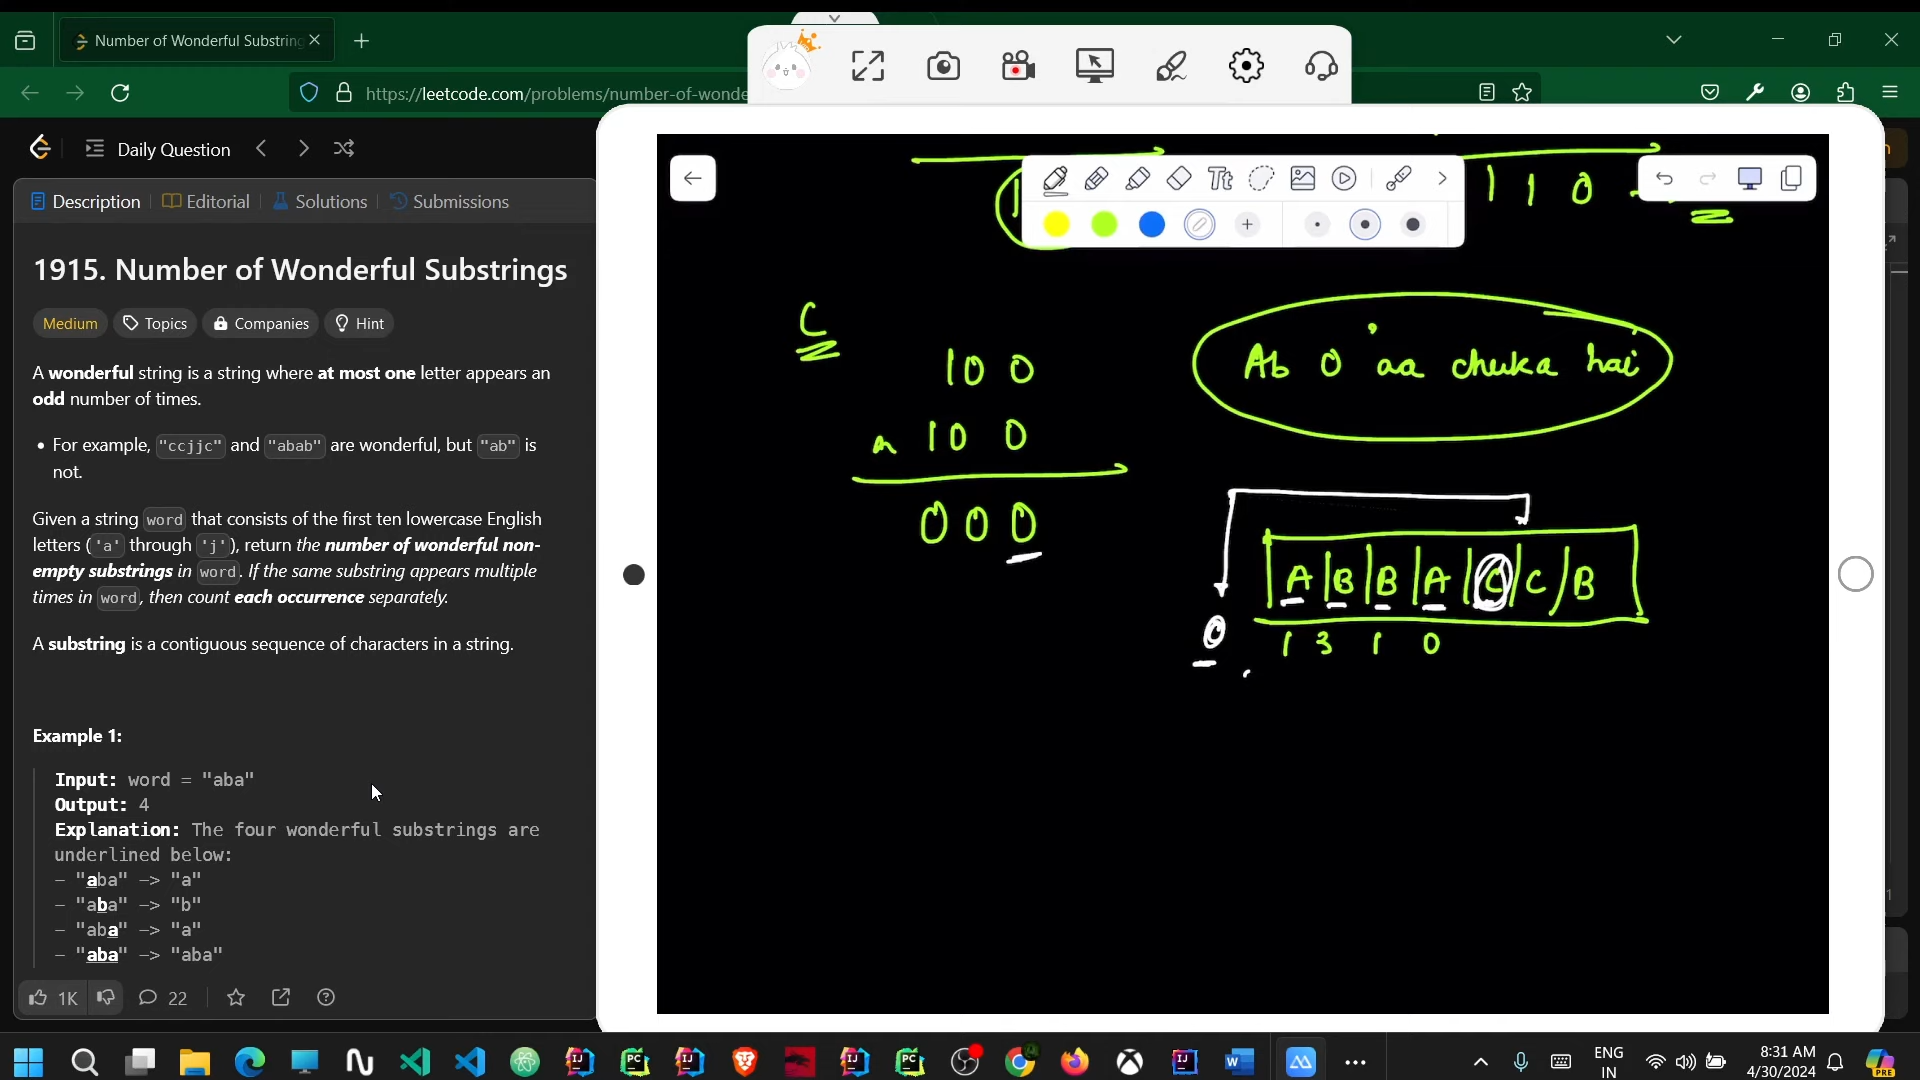 Number of Wonderful Substring
https://leetcode.com/problems/number-of-wonde
Daily Question
Description
Editorial
Solutions
Submissions
1915. Number of Wonderful Substrings
Medium
Topics
Companies
Hint
A wonderful string is a string where at most one letter appears an
odd number of times.
• For example, "ccjjc" and "abab" are wonderful, but "ab" is
not.
Given a string word that consists of the first ten lowercase English
letters ('a' through 'j'), return the number of wonderful non-
empty substrings in word. If the same substring appears multiple
times in word, then count each occurrence separately.
A substring is a contiguous sequence of characters in a string.
Example 1:
Input: word = "aba"
Output: 4
Explanation: The four wonderful substrings are
underlined below:
- "aba" -> "a"
- "aba" -> "b"
- "aba" -> "a"
- "aba" -> "aba"
1K
22
Tt
1 1 0
C
1 0 0
1 0 0
0 0 0
Ab 0 aa chuka hai
A | B | B | A | C | C / B
0 1 3 1 0
ENG
IN
8:31 AM
4/30/2024